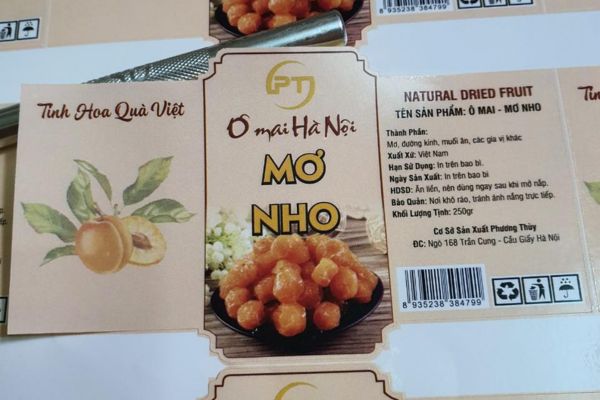 8 935238 384799
Tinh Hoa Quà Việt
PT
Ô mai Hà Nội
MƠ
NHO
NATURAL DRIED FRUIT
TÊN SẢN PHẨM: Ô MAI - MƠ NHO
Thành Phần:
Mơ, đường kính, muối ăn, các gia vị khác
Xuất Xứ: Việt Nam
Hạn Sử Dụng: In trên bao bì.
Ngày Sản Xuất: In trên bao bì
HDSD: Ăn liền, nên dùng ngay sau khi mở nắp.
Bảo Quản: Nơi khô ráo, tránh ánh nắng trực tiếp.
Khối Lượng Tịnh: 250gr
Cơ Sở Sản Xuất Phương Thùy
ĐC: Ngõ 168 Trần Cung - Cầu Giấy Hà Nội
8 935238 384799